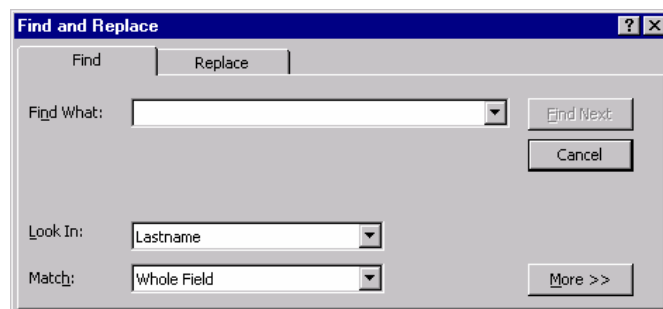 Find and Replace
Find Replace
Find What: Find Next
Cancel
Look In: Lastname
Match: Whole Field More >>